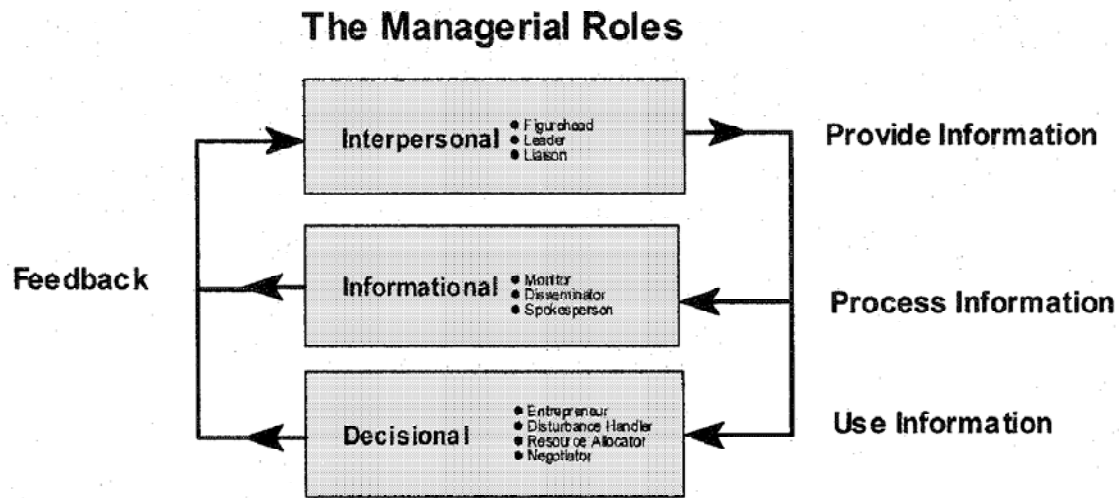 The Managerial Roles
Interpersonal
• Figurehead
• Leader
• Liaison
Provide Information
Feedback
Informational
• Monitor
• Disseminator
• Spokesperson
Process Information
Decisional
• Entrepreneur
• Disturbance Handler
• Resource Allocator
• Negotiator
Use Information